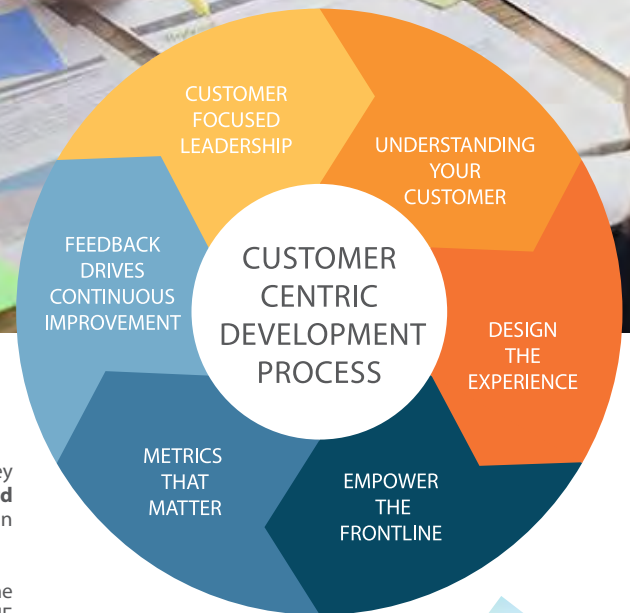 CUSTOMER
FOCUSED
LEADERSHIP
UNDERSTANDING
YOUR
CUSTOMER
DESIGN
THE
EXPERIENCE
EMPOWER
THE
FRONTLINE
METRICS
THAT
MATTER
FEEDBACK
DRIVES
CONTINUOUS
IMPROVEMENT
CUSTOMER
CENTRIC
DEVELOPMENT
PROCESS